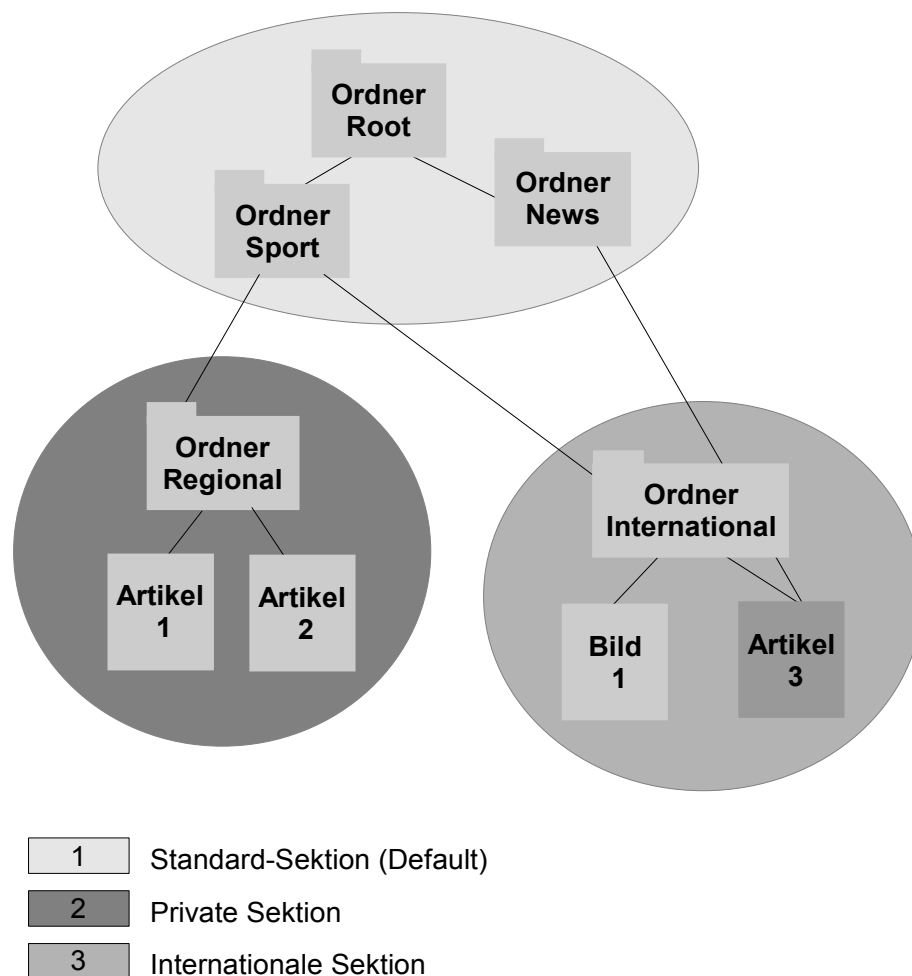 Ordner
Root
Ordner
News
Ordner
Sport
Ordner
Regional
Ordner
International
Artikel
1
Artikel
2
Bild
1
Artikel
3
1 Standard-Sektion (Default)
2 Private Sektion
3 Internationale Sektion